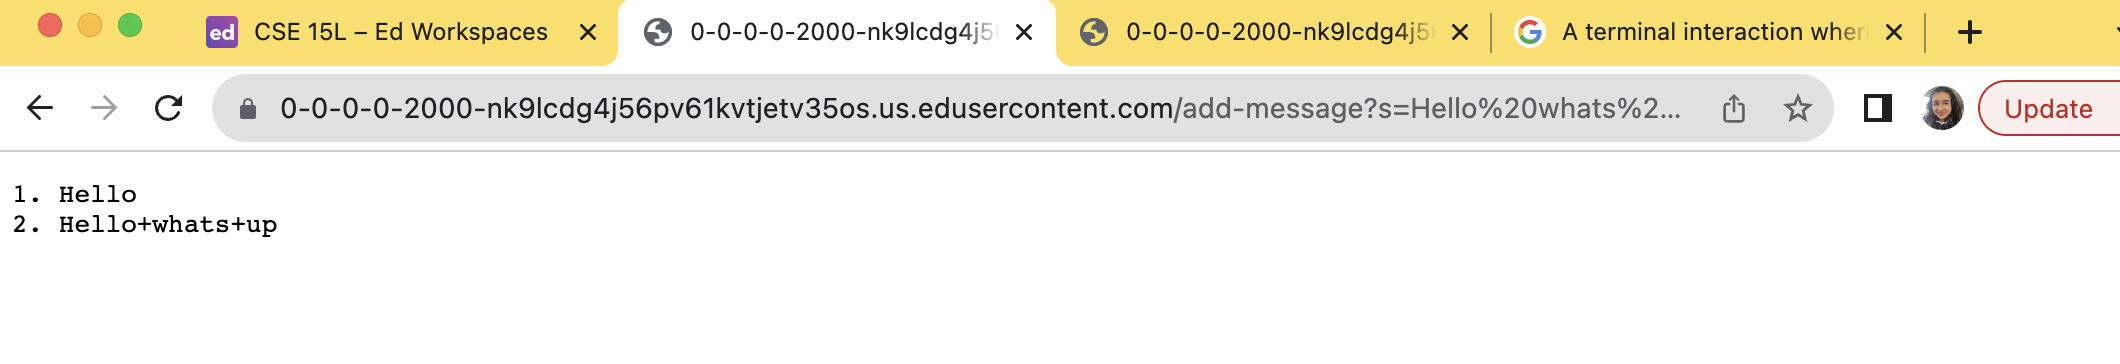 ed CSE 15L – Ed Workspaces
0-0-0-0-2000-nk9lcdg4j5
0-0-0-0-2000-nk9lcdg4j5
G A terminal interaction wher
0-0-0-0-2000-nk9lcdg4j56pv61kvtjetv35os.us.edusercontent.com/add-message?s=Hello%20whats%2...
Update
1. Hello
2. Hello+whats+up